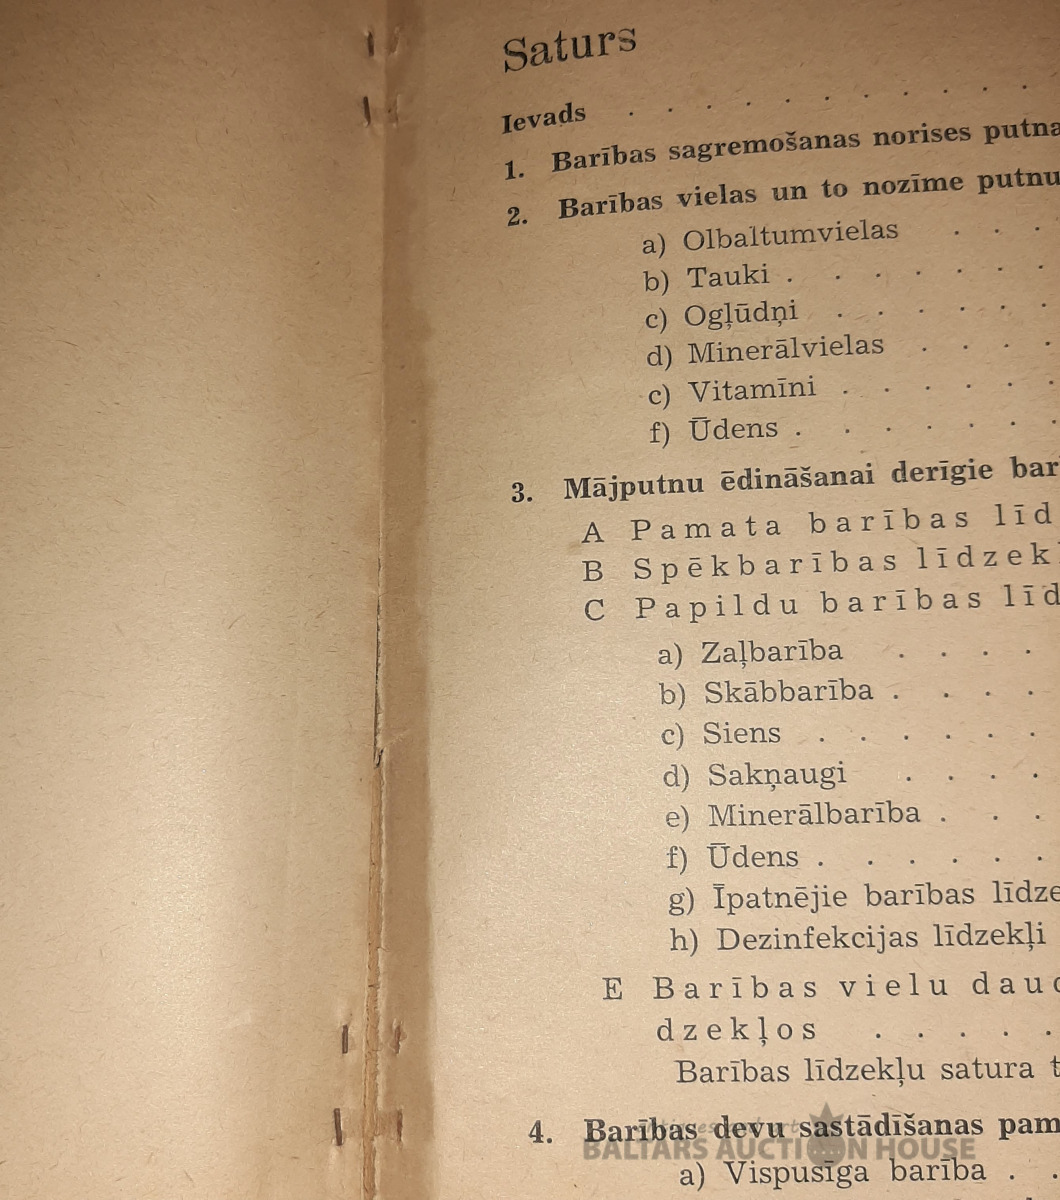 Saturs
Ievads . . . . . . . . . . .
1. Barības sagremošanas norises putna
2. Barības vielas un to nozīme putnu
a) Olbaltumvielas . . .
b) Tauki . . . . . . .
c) Ogļūdņi . . . . . .
d) Minerālvielas . . . .
c) Vitamīni . . . . . .
f) Ūdens . . . . . . .
3. Mājputnu ēdināšanai derīgie bar
A Pamata barības līd
B Spēkbarības līdzek
C Papildu barības līd
a) Zaļbarība . . . .
b) Skābbarība . . . .
c) Siens . . . . . .
d) Sakņaugi . . . .
e) Minerālbarība . . .
f) Ūdens . . . . . .
g) Īpatnējie barības līdze
h) Dezinfekcijas līdzekļi
E Barības vielu dauc
dzekļos . . . . .
Barības līdzekļu satura t
4. Barības devu sastādīšanas pam
BALTARS AUCTION HOUSE
a) Vispusīga barība . .